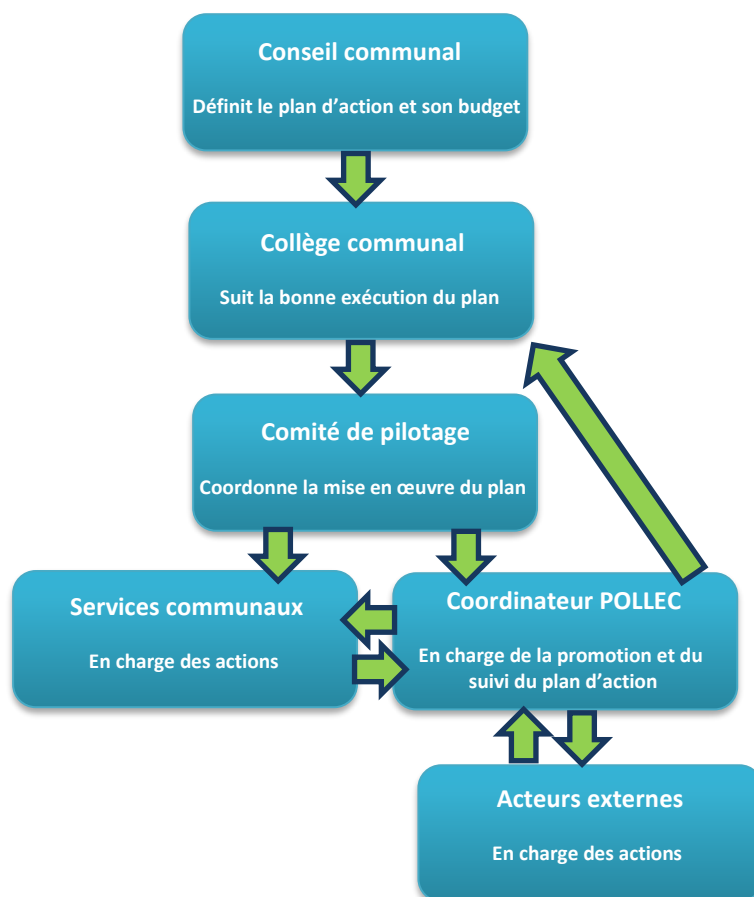 Conseil communal
Définit le plan d'action et son budget
Collège communal
Suit la bonne exécution du plan
Comité de pilotage
Coordonne la mise en œuvre du plan
Services communaux
En charge des actions
Coordinateur POLLEC
En charge de la promotion et du
suivi du plan d'action
Acteurs externes
En charge des actions